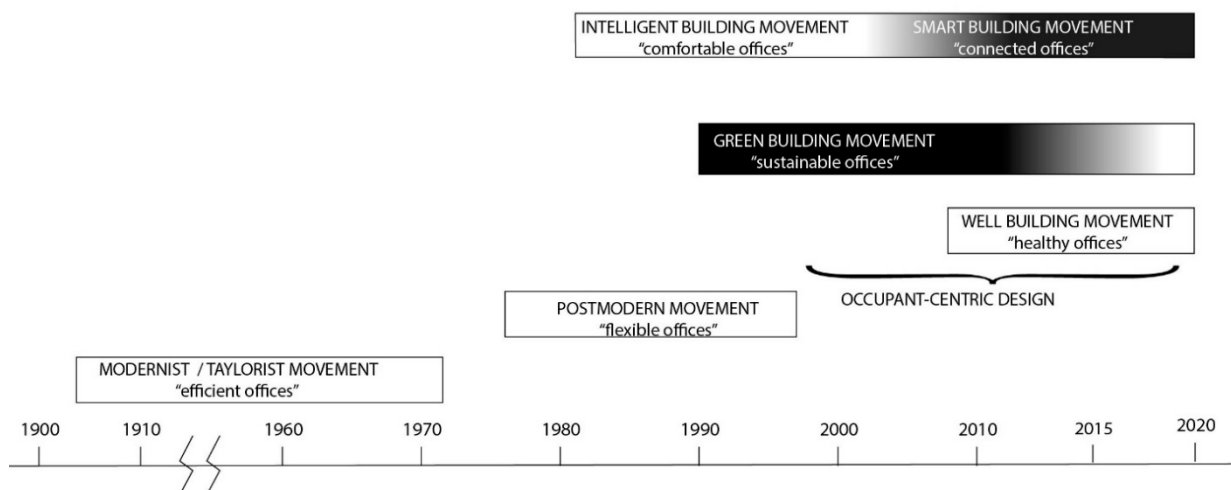 INTELLIGENT BUILDING MOVEMENT
“comfortable offices”
SMART BUILDING MOVEMENT
“connected offices”
GREEN BUILDING MOVEMENT
“sustainable offices”
WELL BUILDING MOVEMENT
“healthy offices”
OCCUPANT-CENTRIC DESIGN
POSTMODERN MOVEMENT
“flexible offices”
MODERNIST / TAYLORIST MOVEMENT
“efficient offices”
1900 1910 1960 1970 1980 1990 2000 2010 2015 2020